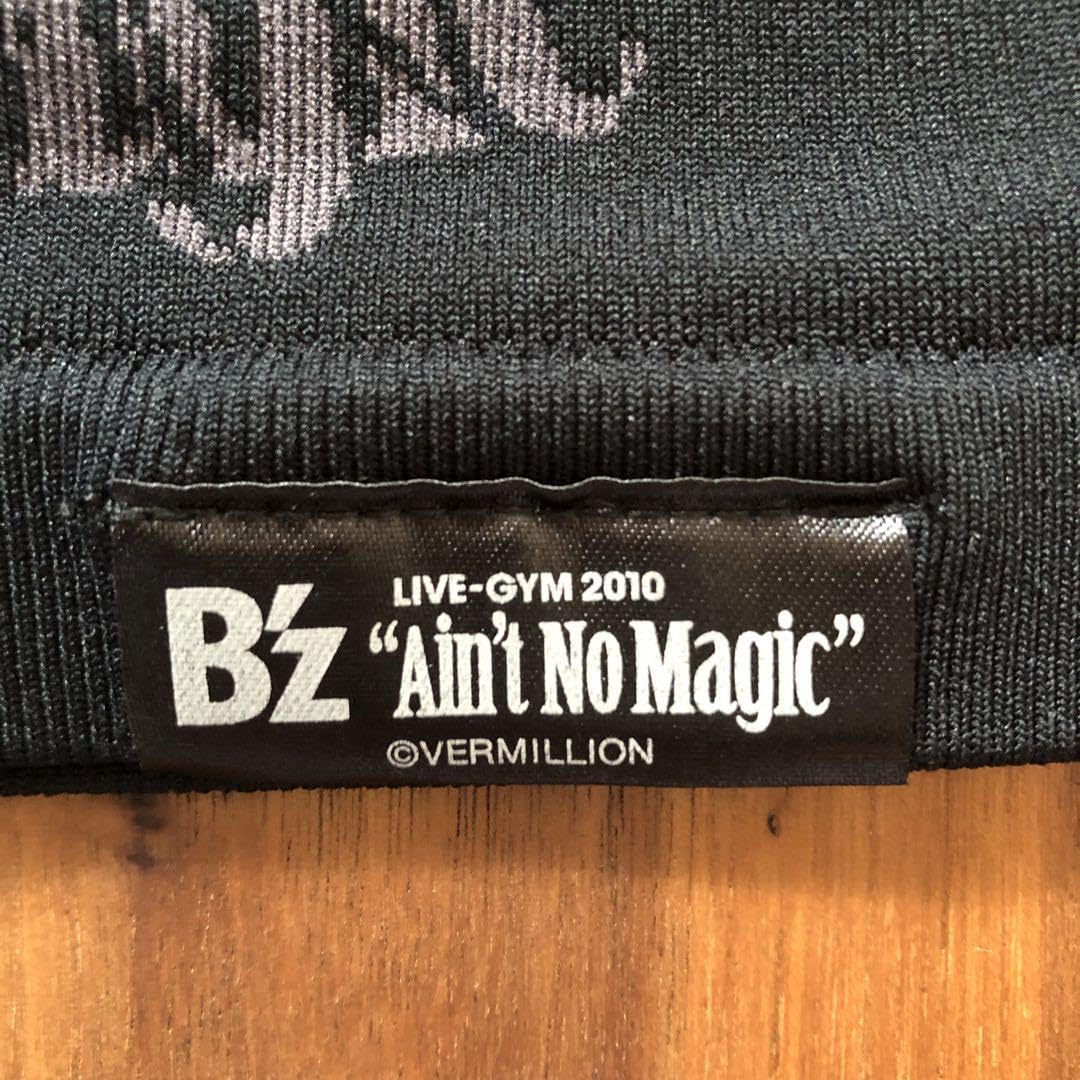 LIVE-GYM 2010
B'z "Ain't No Magic"
©VERMILLION